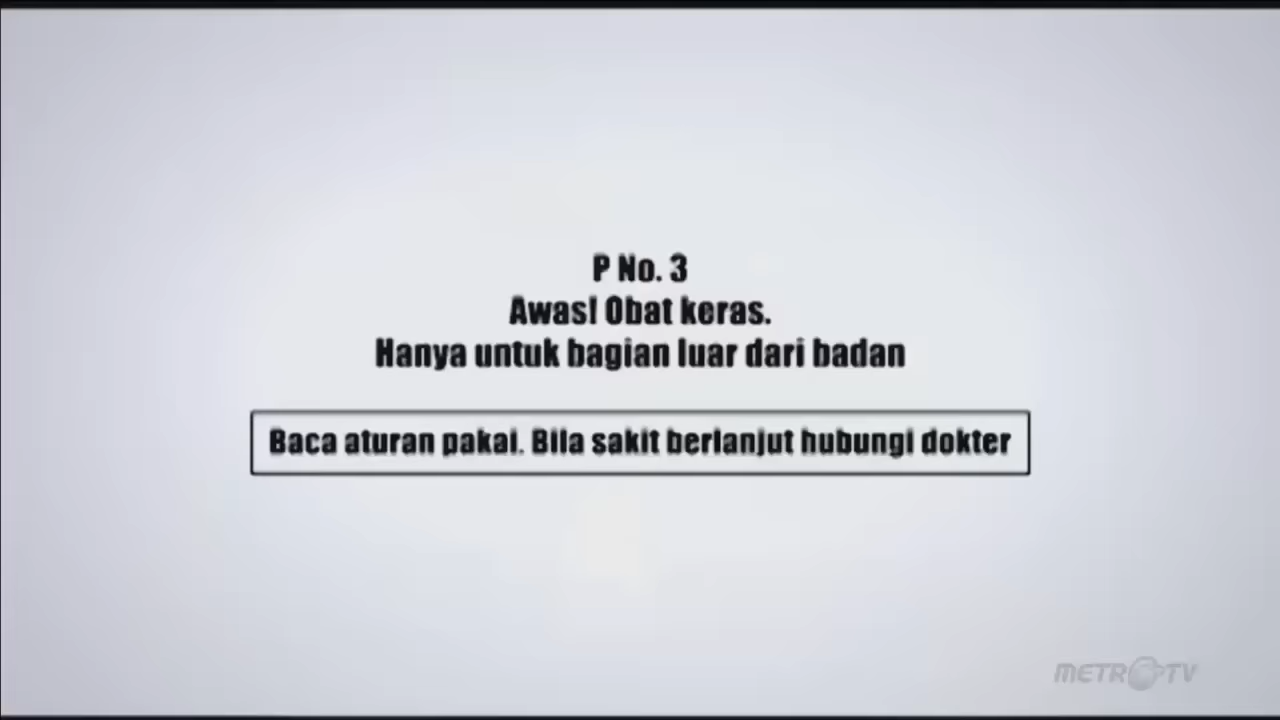 P No. 3
Awas! Obat keras.
Hanya untuk bagian luar dari badan
Baca aturan pakai. Bila sakit berlanjut hubungi dokter
METRO TV